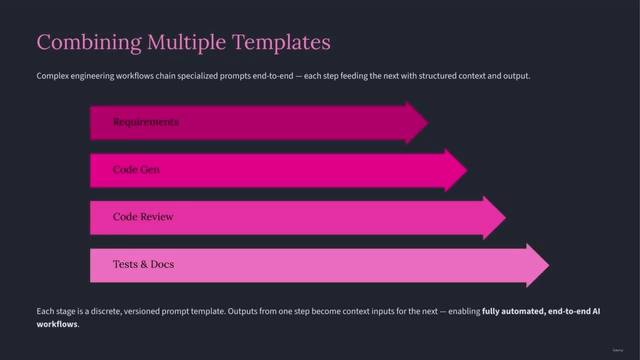 Combining Multiple Templates
Complex engineering workflows chain specialized prompts end-to-end — each step feeding the next with structured context and output.
Requirements
Code Gen
Code Review
Tests & Docs
Each stage is a discrete, versioned prompt template. Outputs from one step become context inputs for the next — enabling fully automated, end-to-end AI
workflows.